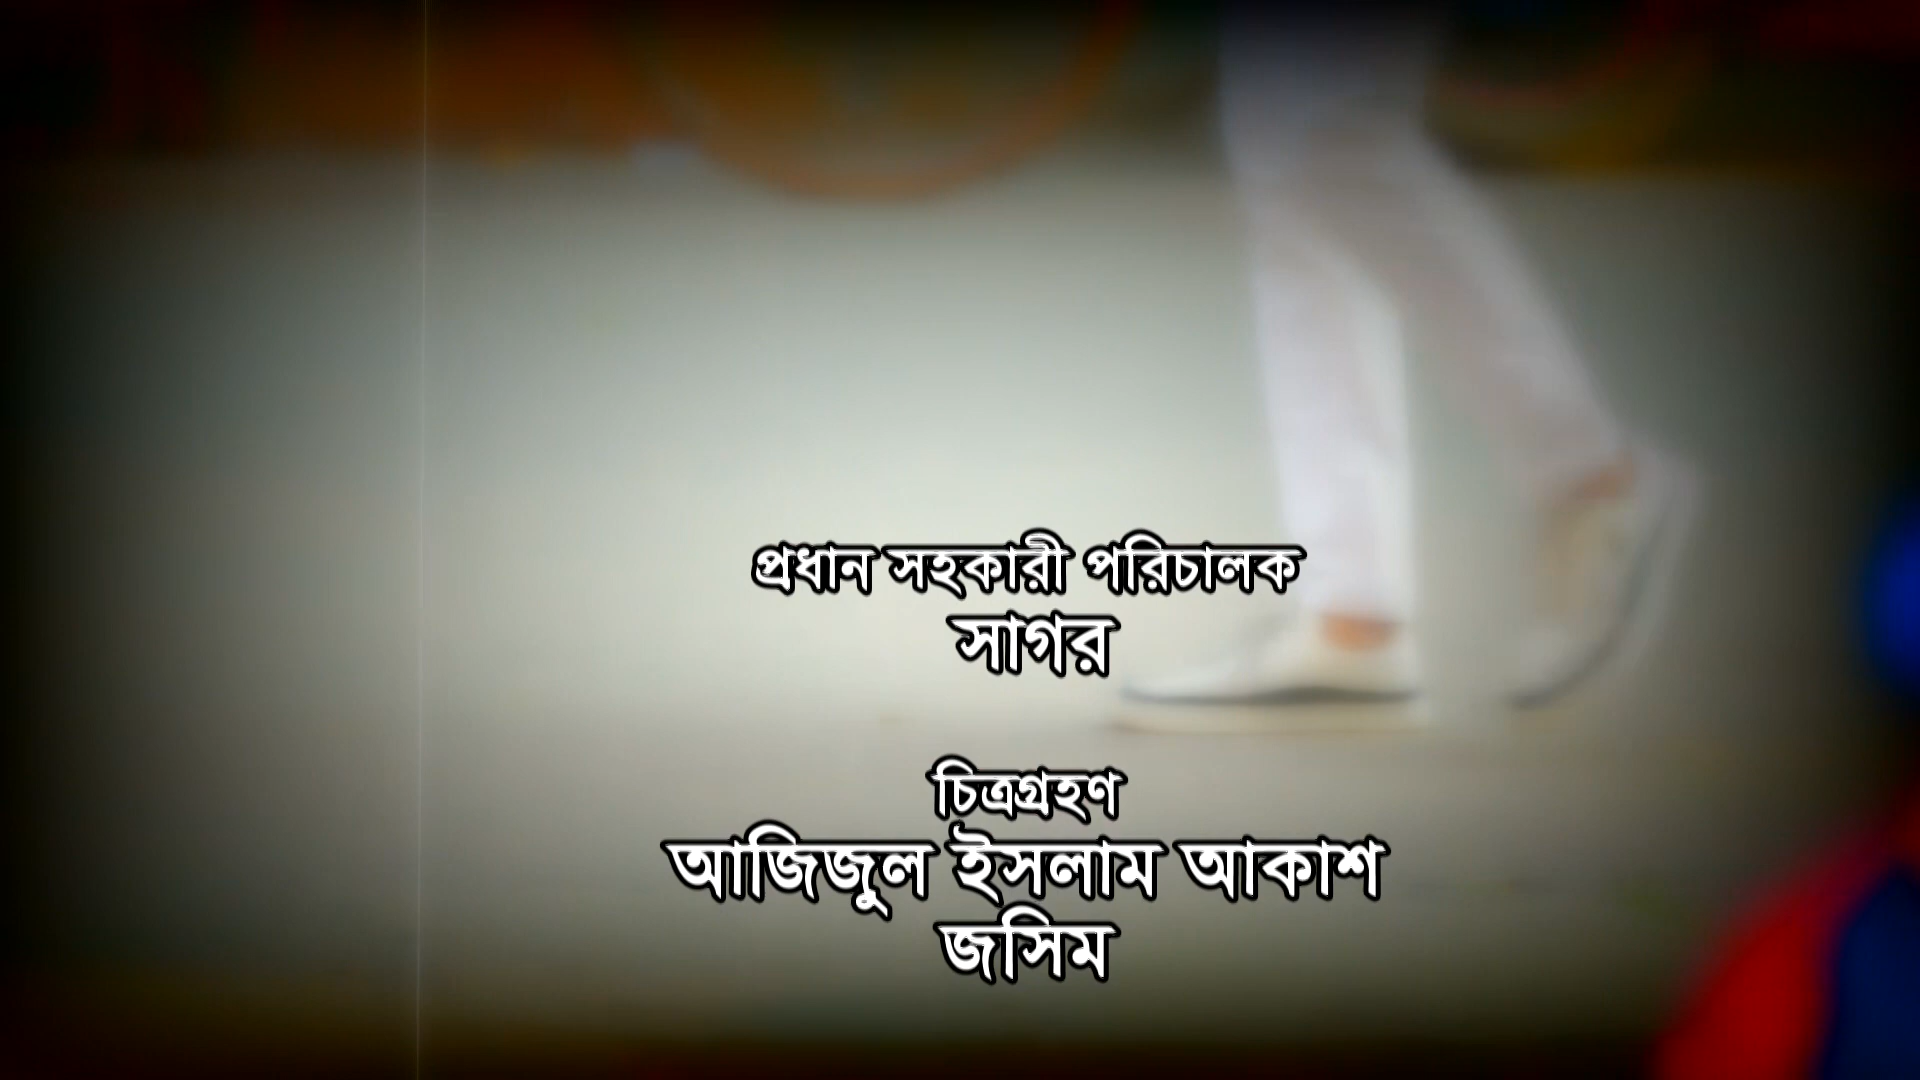 প্রধান সহকারী পরিচালক
সাগর
চিত্রগ্রহণ
আজিজুল ইসলাম আকাশ
জসিম